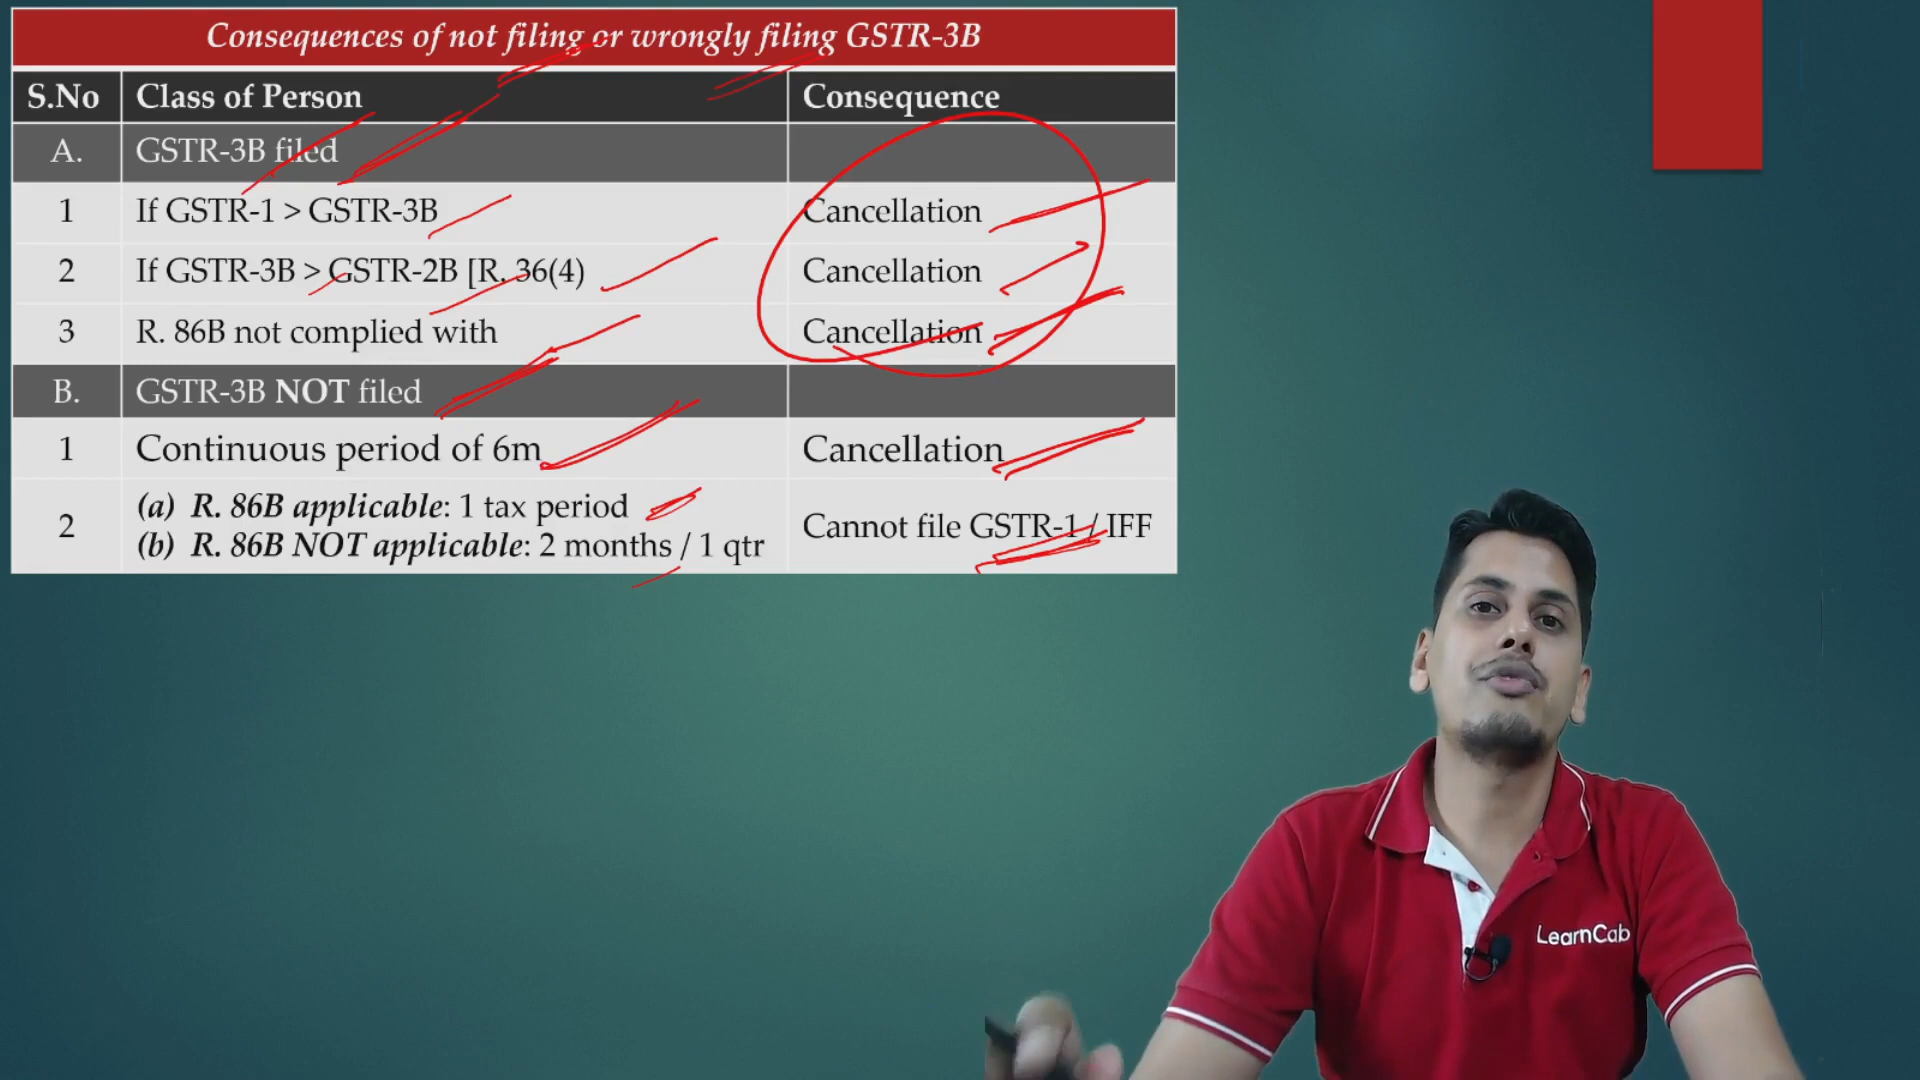 Consequences of not filing or wrongly filing GSTR-3B
S.No Class of Person Consequence
A. GSTR-3B filed
1 If GSTR-1 > GSTR-3B Cancellation
2 If GSTR-3B > GSTR-2B [R. 36(4) Cancellation
3 R. 86B not complied with Cancellation
B. GSTR-3B NOT filed
1 Continuous period of 6m Cancellation
2 (a) R. 86B applicable: 1 tax period
(b) R. 86B NOT applicable: 2 months / 1 qtr
Cannot file GSTR-1 / IFF
LearnCab